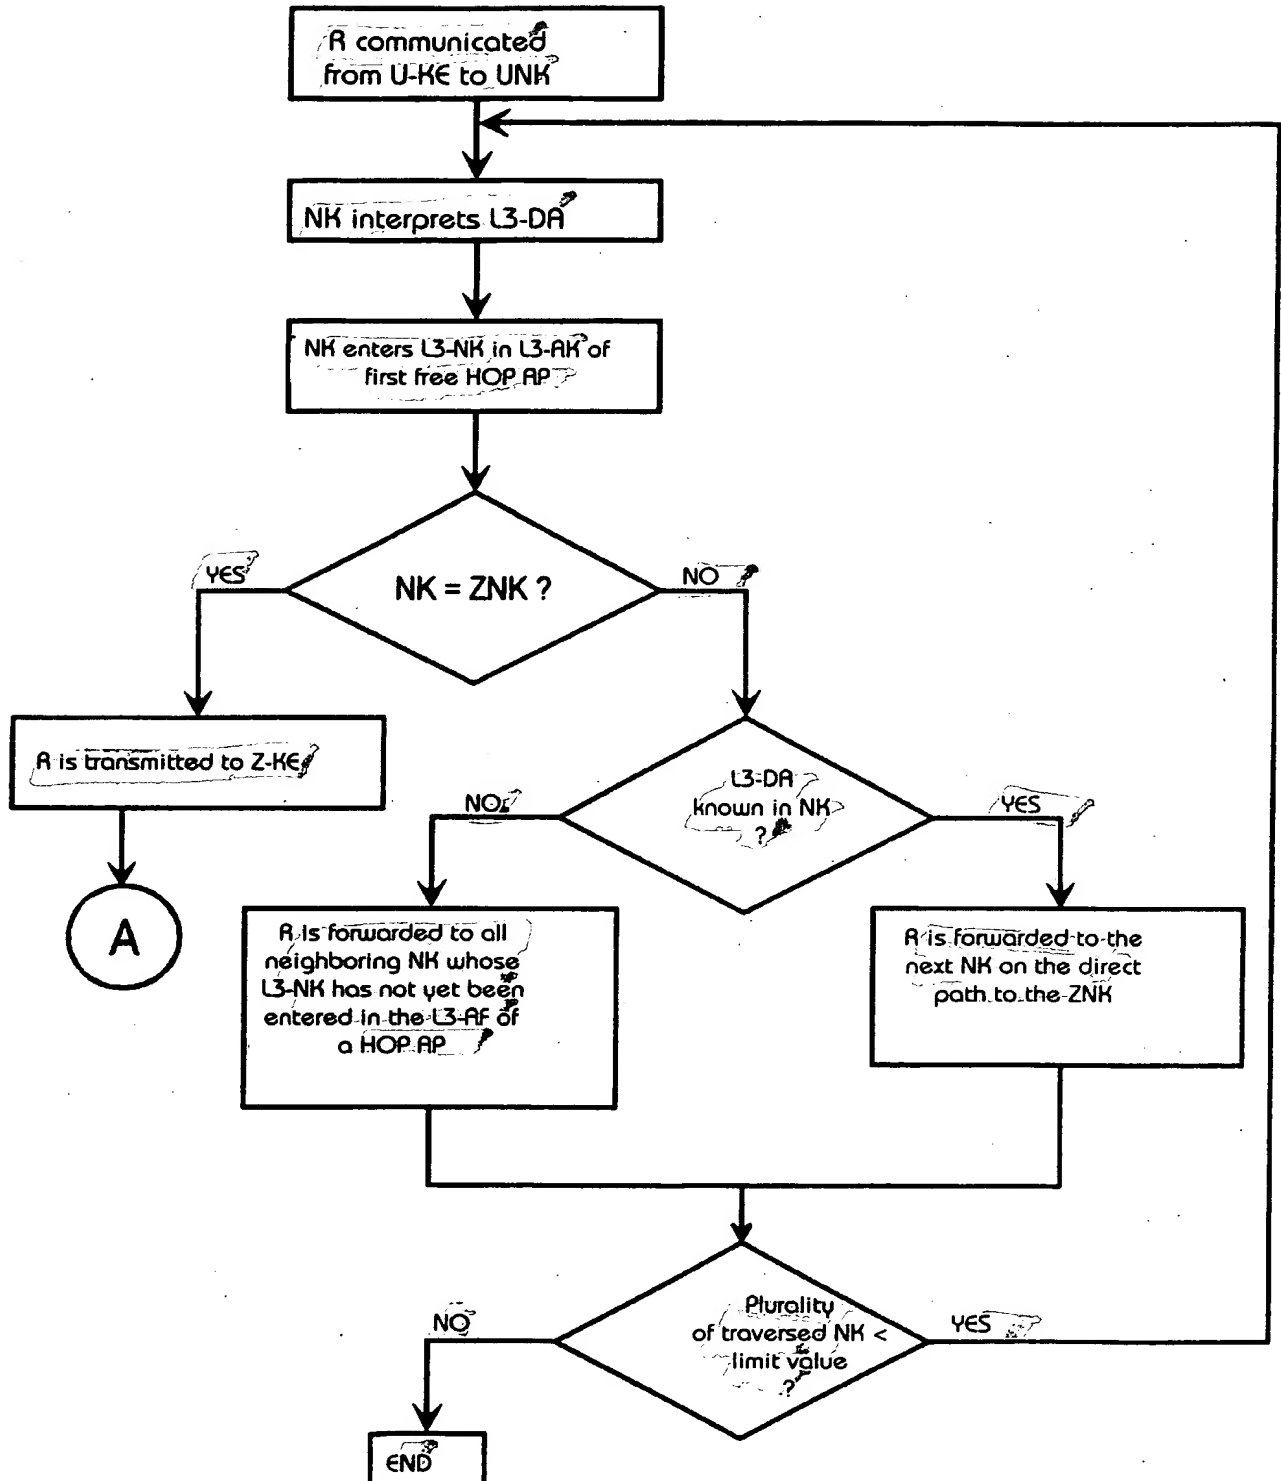 R communicated
from U-KE to UNK
NK interprets L3-DA
NK enters L3-NK in L3-AK of
first free HOP AP
NK = ZNK ?
YES
NO
R is transmitted to Z-KE
A
L3-DA
known in NK
?
NO
YES
R is forwarded to all
neighboring NK whose
L3-NK has not yet been
entered in the L3-AF of
a HOP AP
R is forwarded to the
next NK on the direct
path to the ZNK
Plurality
of traversed NK <
limit value
?
NO
YES
END